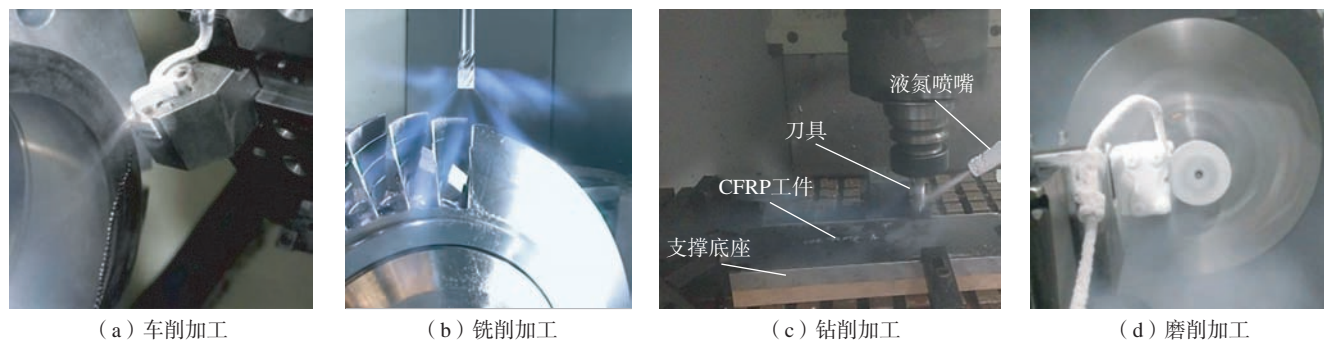 液氮喷嘴
刀具
CFRP工件
支撑底座
（a）车削加工
（b）铣削加工
（c）钻削加工
（d）磨削加工